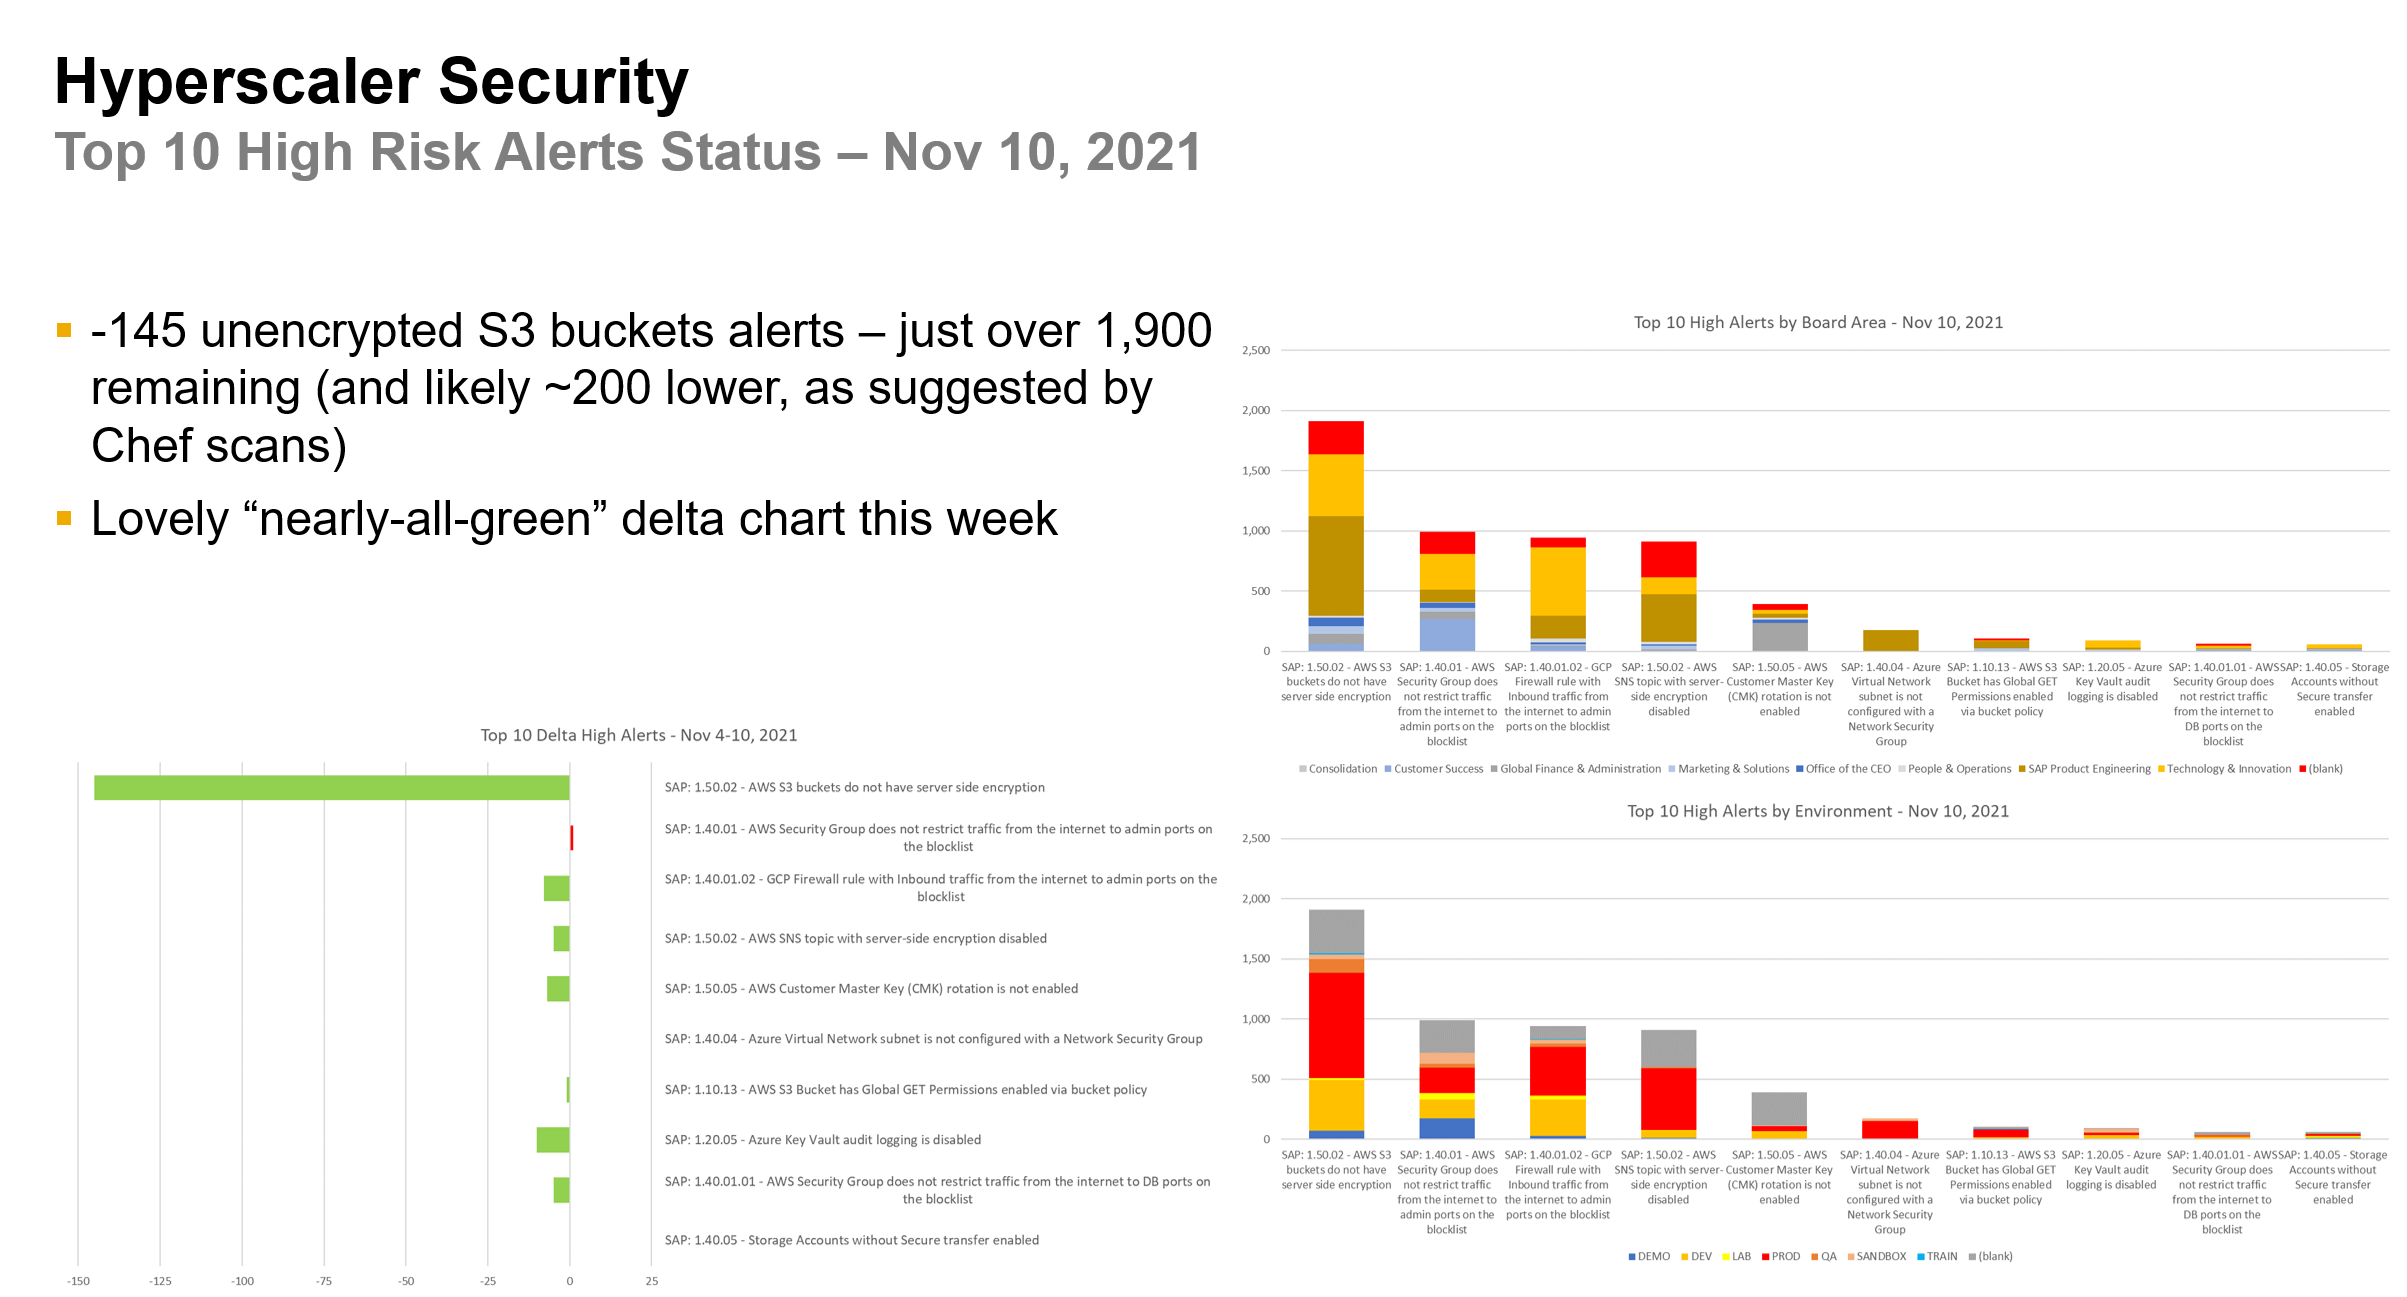 Hyperscaler Security
Top 10 High Risk Alerts Status – Nov 10, 2021
-145 unencrypted S3 buckets alerts – just over 1,900
remaining (and likely ~200 lower, as suggested by
Chef scans)
Lovely “nearly-all-green” delta chart this week
Top 10 Delta High Alerts - Nov 4-10, 2021
SAP: 1.50.02 - AWS S3 buckets do not have server side encryption
SAP: 1.40.01 - AWS Security Group does not restrict traffic from the internet to admin ports on
the blocklist
SAP: 1.40.01.02 - GCP Firewall rule with Inbound traffic from the internet to admin ports on the
blocklist
SAP: 1.50.02 - AWS SNS topic with server-side encryption disabled
SAP: 1.50.05 - AWS Customer Master Key (CMK) rotation is not enabled
SAP: 1.40.04 - Azure Virtual Network subnet is not configured with a Network Security Group
SAP: 1.10.13 - AWS S3 Bucket has Global GET Permissions enabled via bucket policy
SAP: 1.20.05 - Azure Key Vault audit logging is disabled
SAP: 1.40.01.01 - AWS Security Group does not restrict traffic from the internet to DB ports on
the blocklist
SAP: 1.40.05 - Storage Accounts without Secure transfer enabled
-150 -125 -100 -75 -50 -25 0 25
Top 10 High Alerts by Board Area - Nov 10, 2021
2,500
2,000
1,500
1,000
500
0
SAP: 1.50.02 - AWS S3
buckets do not have
server side encryption
SAP: 1.40.01 - AWS
Security Group does
not restrict traffic
from the internet to
admin ports on the
blocklist
SAP: 1.40.01.02 - GCP
Firewall rule with
Inbound traffic from
the internet to admin
ports on the blocklist
SAP: 1.50.02 - AWS
SNS topic with server-
side encryption
disabled
SAP: 1.50.05 - AWS
Customer Master Key
(CMK) rotation is not
enabled
SAP: 1.40.04 - Azure
Virtual Network
subnet is not
configured with a
Network Security
Group
SAP: 1.10.13 - AWS S3
Bucket has Global GET
Permissions enabled
via bucket policy
SAP: 1.20.05 - Azure
Key Vault audit
logging is disabled
SAP: 1.40.01.01 - AWS
Security Group does
not restrict traffic
from the internet to
DB ports on the
blocklist
SAP: 1.40.05 - Storage
Accounts without
Secure transfer
enabled
Consolidation Customer Success Global Finance & Administration Marketing & Solutions Office of the CEO People & Operations SAP Product Engineering Technology & Innovation (blank)
Top 10 High Alerts by Environment - Nov 10, 2021
2,500
2,000
1,500
1,000
500
0
SAP: 1.50.02 - AWS S3
buckets do not have
server side encryption
SAP: 1.40.01 - AWS
Security Group does
not restrict traffic
from the internet to
admin ports on the
blocklist
SAP: 1.40.01.02 - GCP
Firewall rule with
Inbound traffic from
the internet to admin
ports on the blocklist
SAP: 1.50.02 - AWS
SNS topic with server-
side encryption
disabled
SAP: 1.50.05 - AWS
Customer Master Key
(CMK) rotation is not
enabled
SAP: 1.40.04 - Azure
Virtual Network
subnet is not
configured with a
Network Security
Group
SAP: 1.10.13 - AWS S3
Bucket has Global GET
Permissions enabled
via bucket policy
SAP: 1.20.05 - Azure
Key Vault audit
logging is disabled
SAP: 1.40.01.01 - AWS
Security Group does
not restrict traffic
from the internet to
DB ports on the
blocklist
SAP: 1.40.05 - Storage
Accounts without
Secure transfer
enabled
DEMO DEV LAB PROD QA SANDBOX TRAIN (blank)